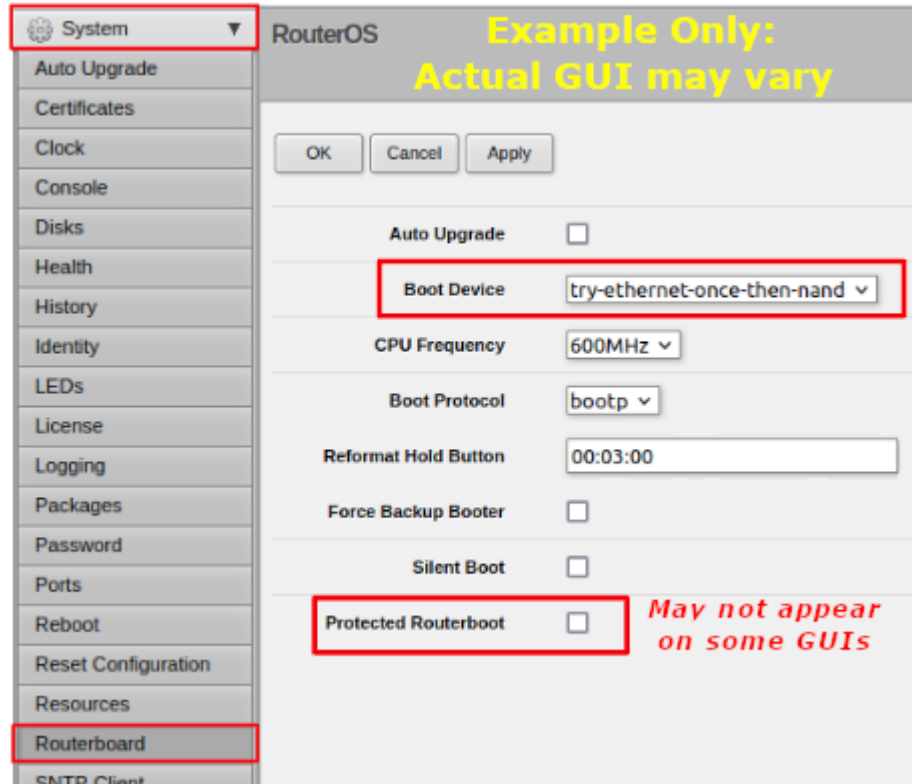 System ▼
Auto Upgrade
Certificates
Clock
Console
Disks
Health
History
Identity
LEDs
License
Logging
Packages
Password
Ports
Reboot
Reset Configuration
Resources
Routerboard
SNTP Client
RouterOS
Example Only:
Actual GUI may vary
OK Cancel Apply
Auto Upgrade
Boot Device try-ethernet-once-then-nand
CPU Frequency 600MHz
Boot Protocol bootp
Reformat Hold Button 00:03:00
Force Backup Booter
Silent Boot
Protected Routerboot
May not appear
on some GUIs